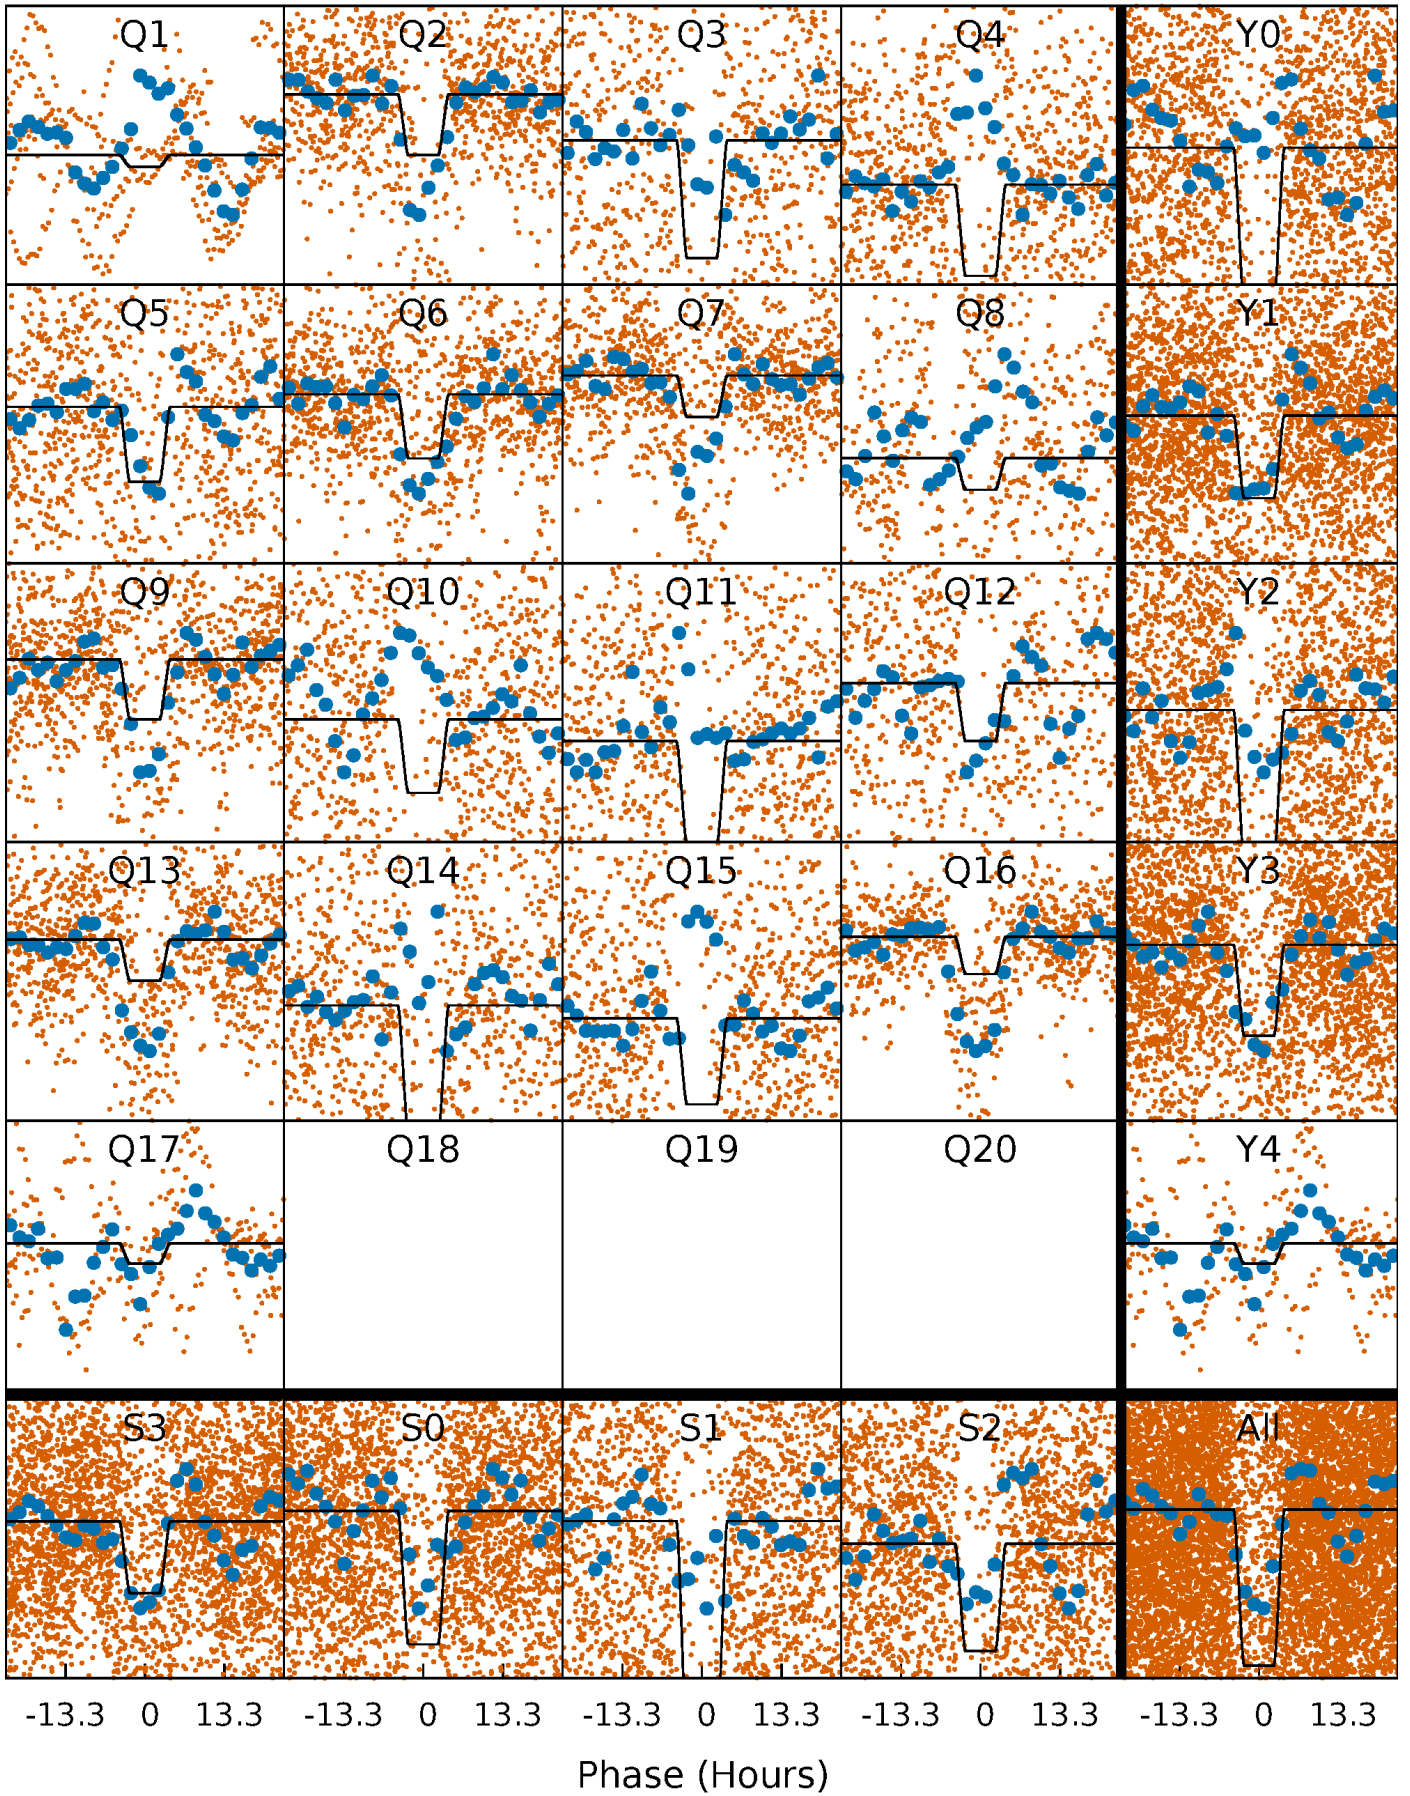 Q1 Q2 Q3 Q4 Y0
Q5 Q6 Q7 Q8 Y1
Q9 Q10 Q11 Q12 Y2
Q13 Q14 Q15 Q16 Y3
Q17 Q18 Q19 Q20 Y4
S3 S0 S1 S2 All
-13.3 0 13.3 -13.3 0 13.3 -13.3 0 13.3 -13.3 0 13.3 -13.3 0 13.3
Phase (Hours)